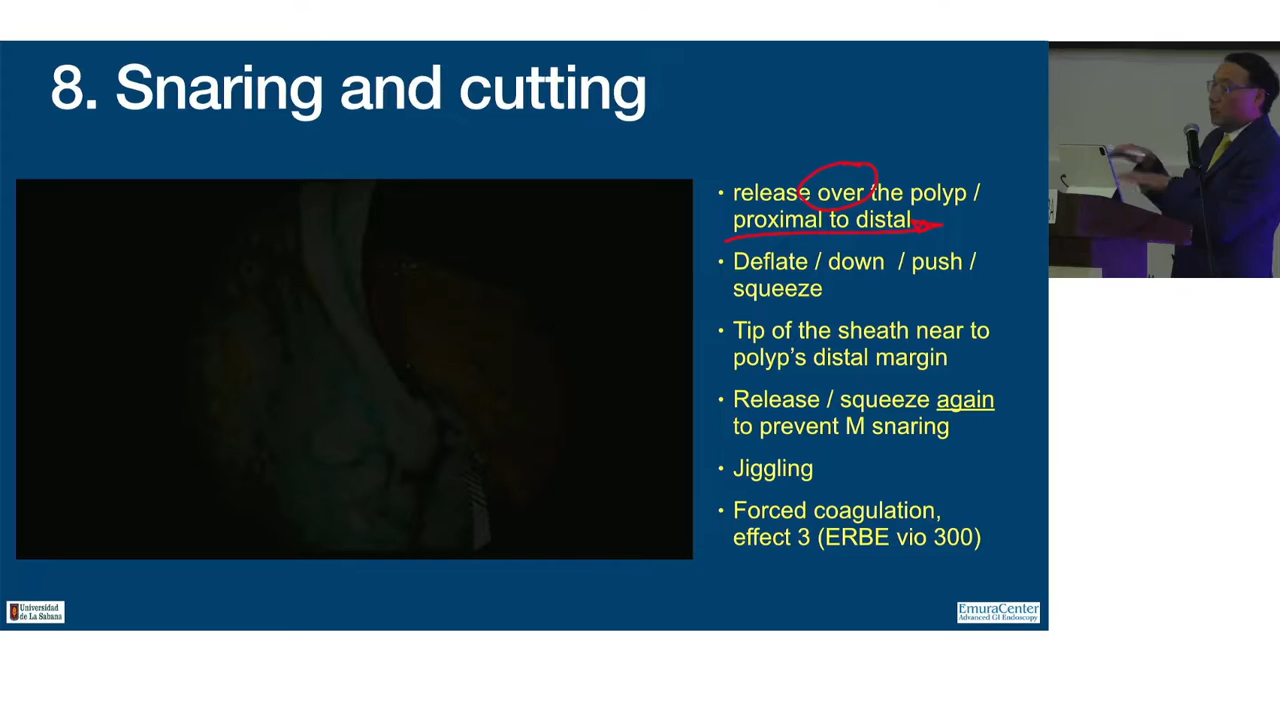 8. Snaring and cutting
• release over the polyp /
proximal to distal
• Deflate / down / push /
squeeze
• Tip of the sheath near to
polyp’s distal margin
• Release / squeeze again
to prevent M snaring
• Jiggling
• Forced coagulation,
effect 3 (ERBE vio 300)
Universidad
de La Sabana
EmuraCenter
Advanced GI Endoscopy